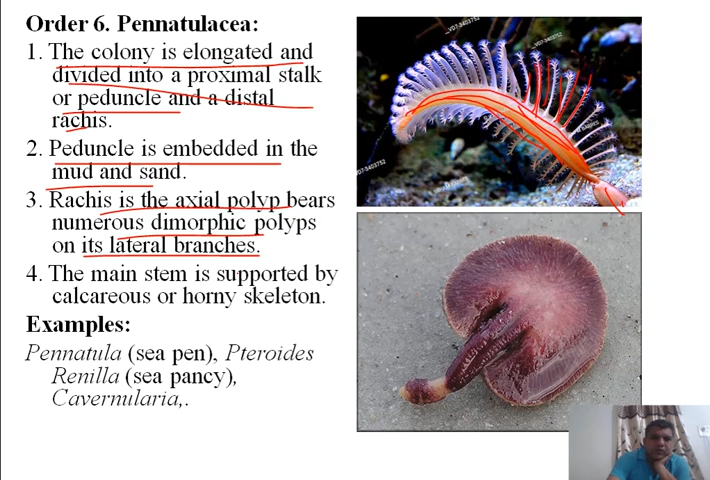 Order 6. Pennatulacea:
1. The colony is elongated and
divided into a proximal stalk
or peduncle and a distal
rachis.
2. Peduncle is embedded in the
mud and sand.
3. Rachis is the axial polyp bears
numerous dimorphic polyps
on its lateral branches.
4. The main stem is supported by
calcareous or horny skeleton.
Examples:
Pennatula (sea pen), Pteroides
Renilla (sea pancy),
Cavernularia,.